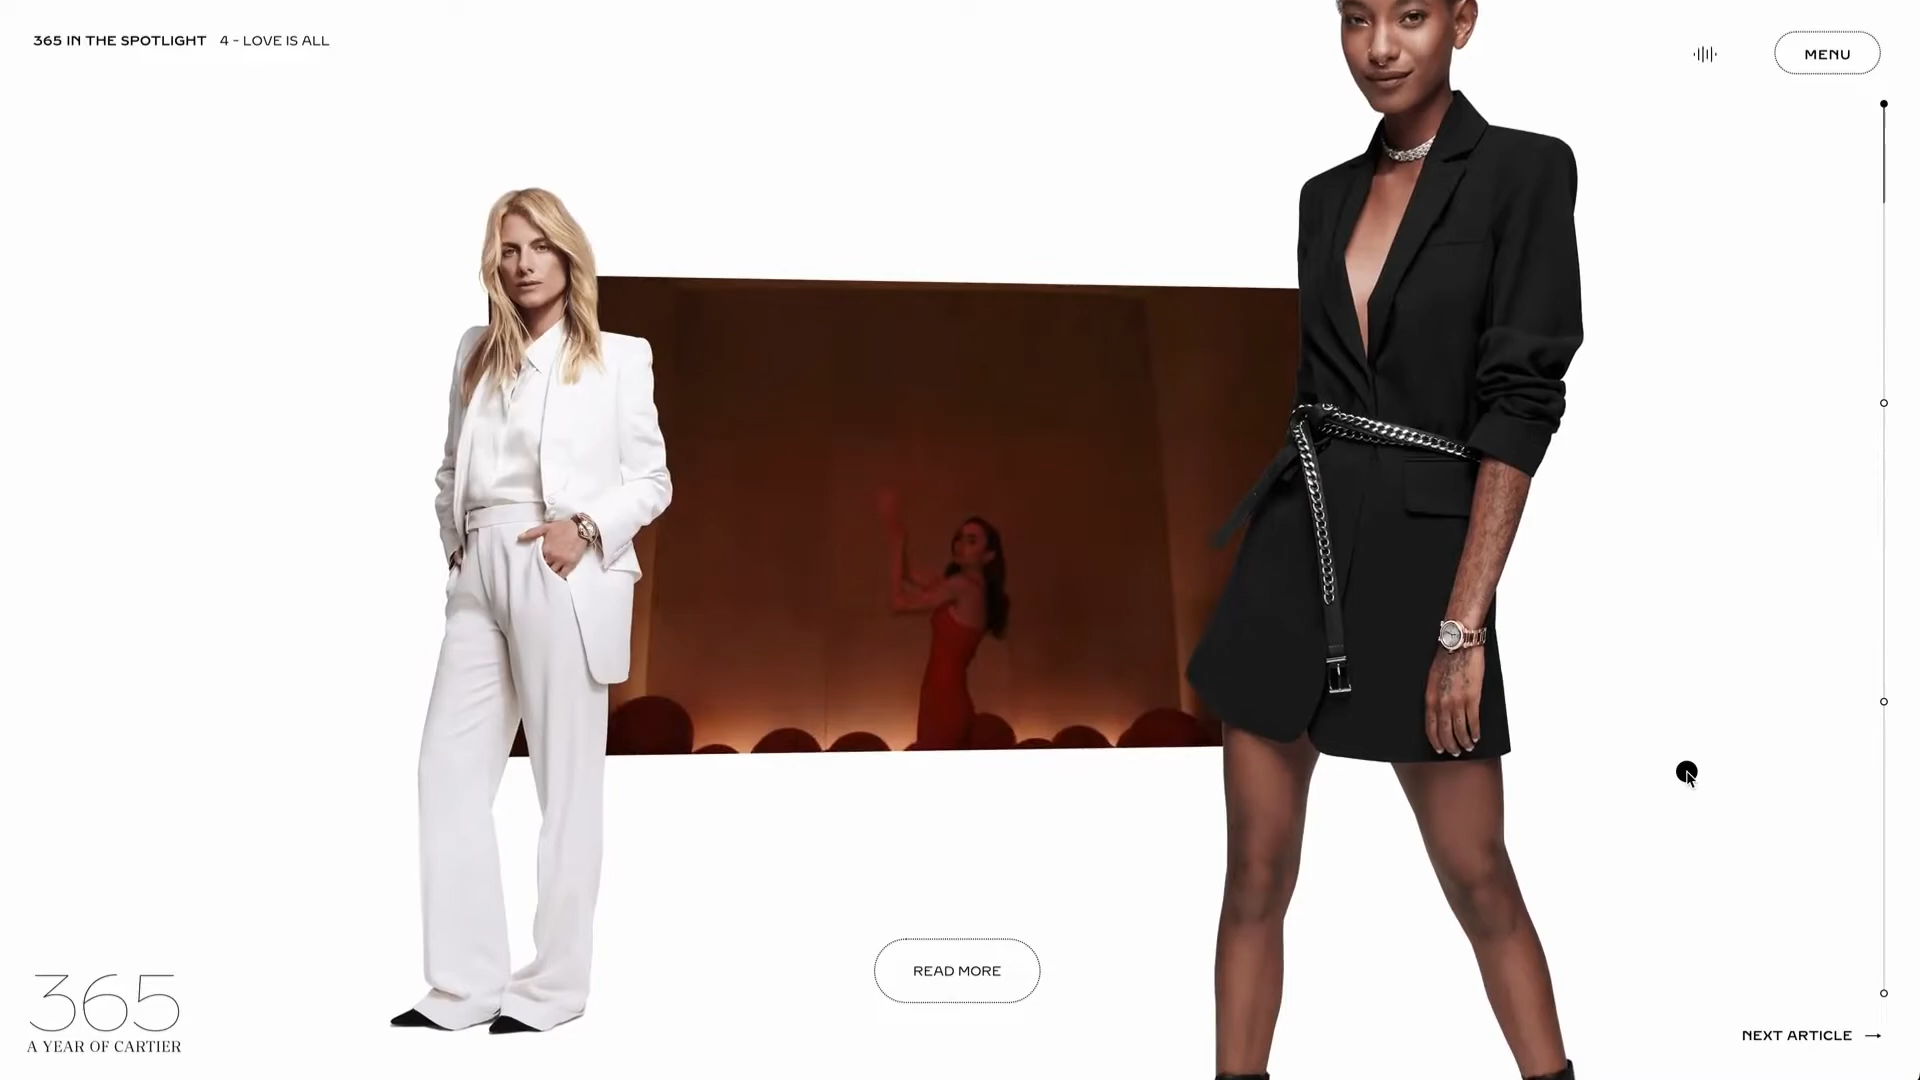 365 IN THE SPOTLIGHT 4 - LOVE IS ALL
MENU
READ MORE
365
A YEAR OF CARTIER
NEXT ARTICLE →